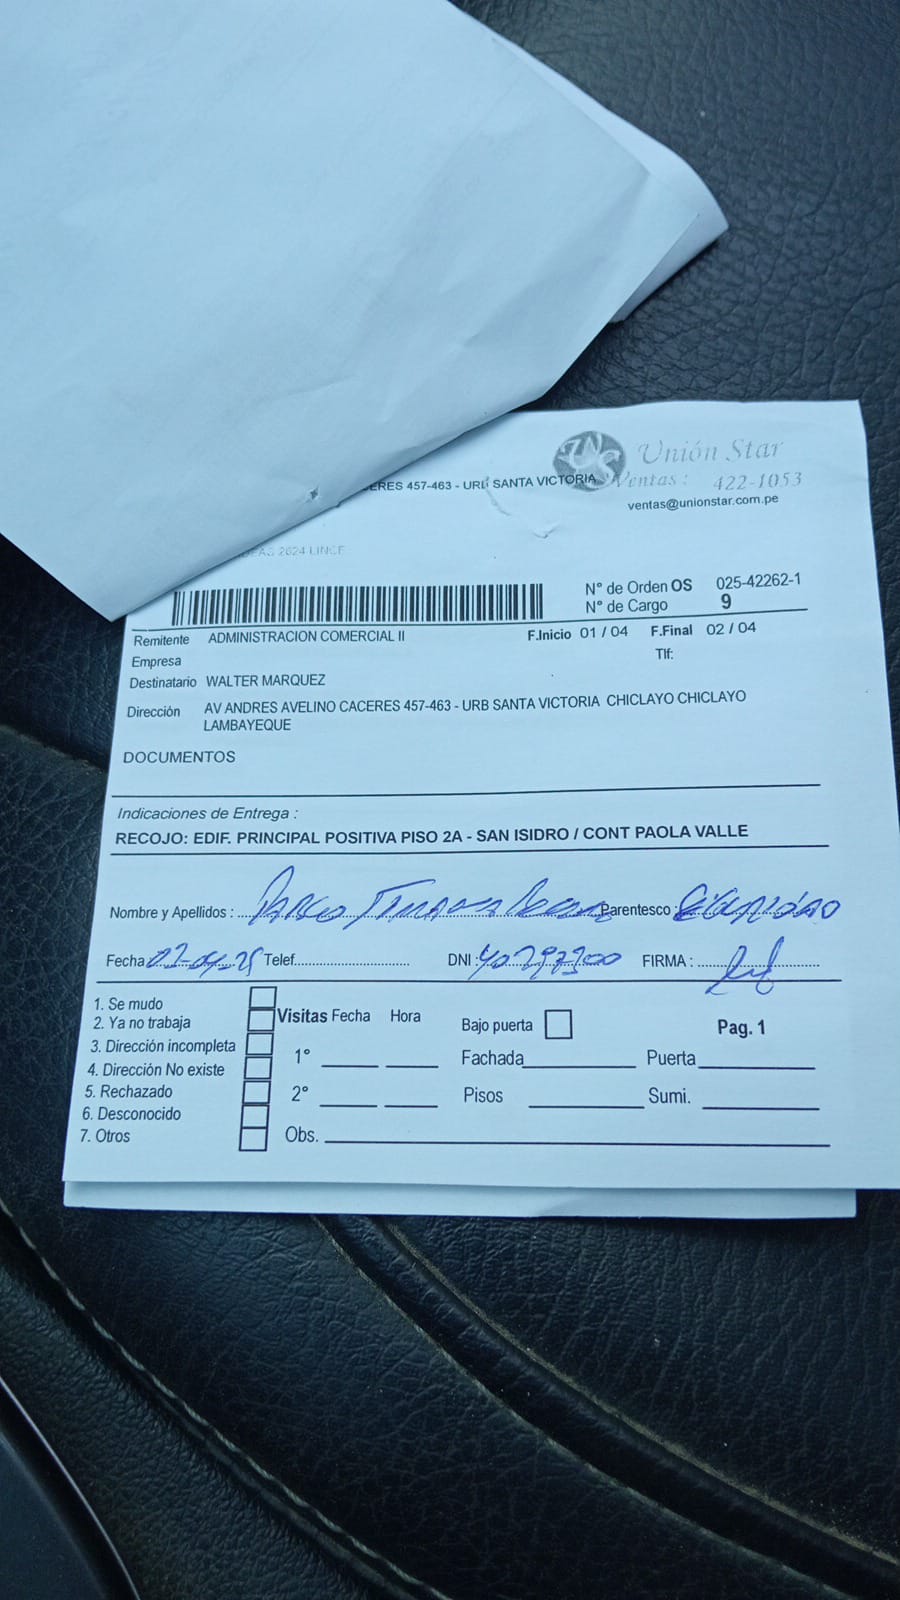 Unión Star
Ventas : 422-1053
CERES 457-463 - URB SANTA VICTORIA
ventas@unionstar.com.pe
2024 LINCE
N° de Orden OS 025-42262-1
N° de Cargo 9
Remitente ADMINISTRACION COMERCIAL II F.Inicio 01 / 04 F.Final 02 / 04
Empresa Tlf:
Destinatario WALTER MARQUEZ
Dirección AV ANDRES AVELINO CACERES 457-463 - URB SANTA VICTORIA CHICLAYO CHICLAYO
LAMBAYEQUE
DOCUMENTOS
Indicaciones de Entrega :
RECOJO: EDIF. PRINCIPAL POSITIVA PISO 2A - SAN ISIDRO / CONT PAOLA VALLE
Nombre y Apellidos : Parentesco :
Fecha Telef. DNI : FIRMA :
1. Se mudo
2. Ya no trabaja Visitas Fecha Hora Bajo puerta Pag. 1
3. Dirección incompleta 1° Fachada Puerta
4. Dirección No existe
5. Rechazado 2° Pisos Sumi.
6. Desconocido
7. Otros Obs.